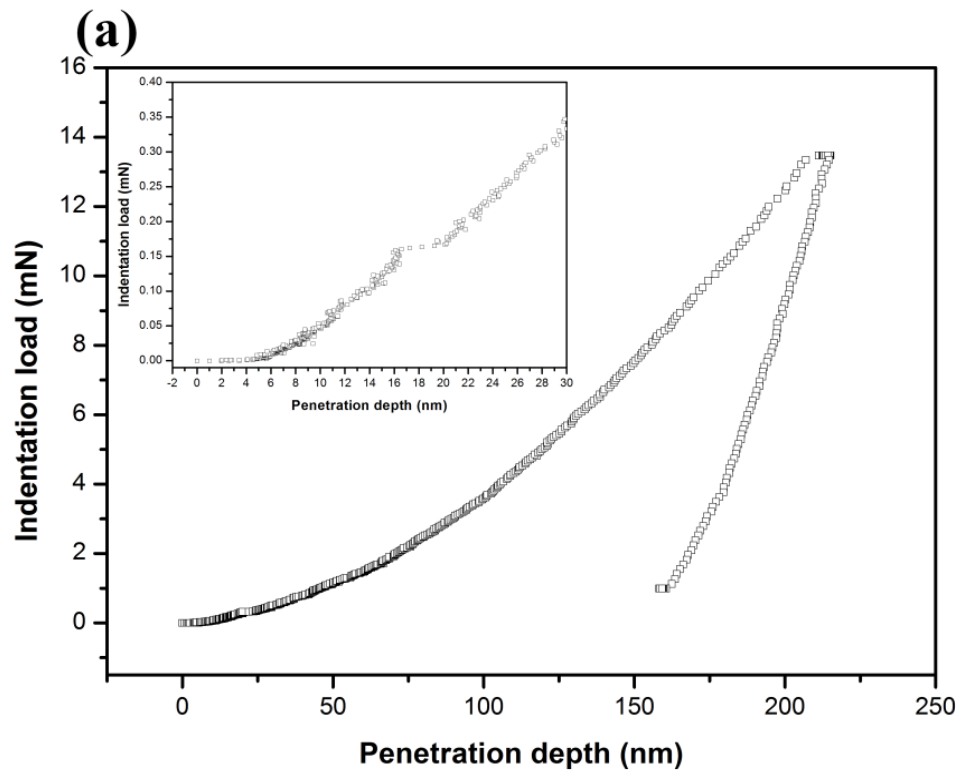 (a)
16
14
12
10
8
6
4
2
0
Indentation load (mN)
0 50 100 150 200 250
Penetration depth (nm)
0.40
0.35
0.30
0.25
0.20
0.15
0.10
0.05
0.00
Indentation load (mN)
-2 0 2 4 6 8 10 12 14 16 18 20 22 24 26 28 30
Penetration depth (nm)